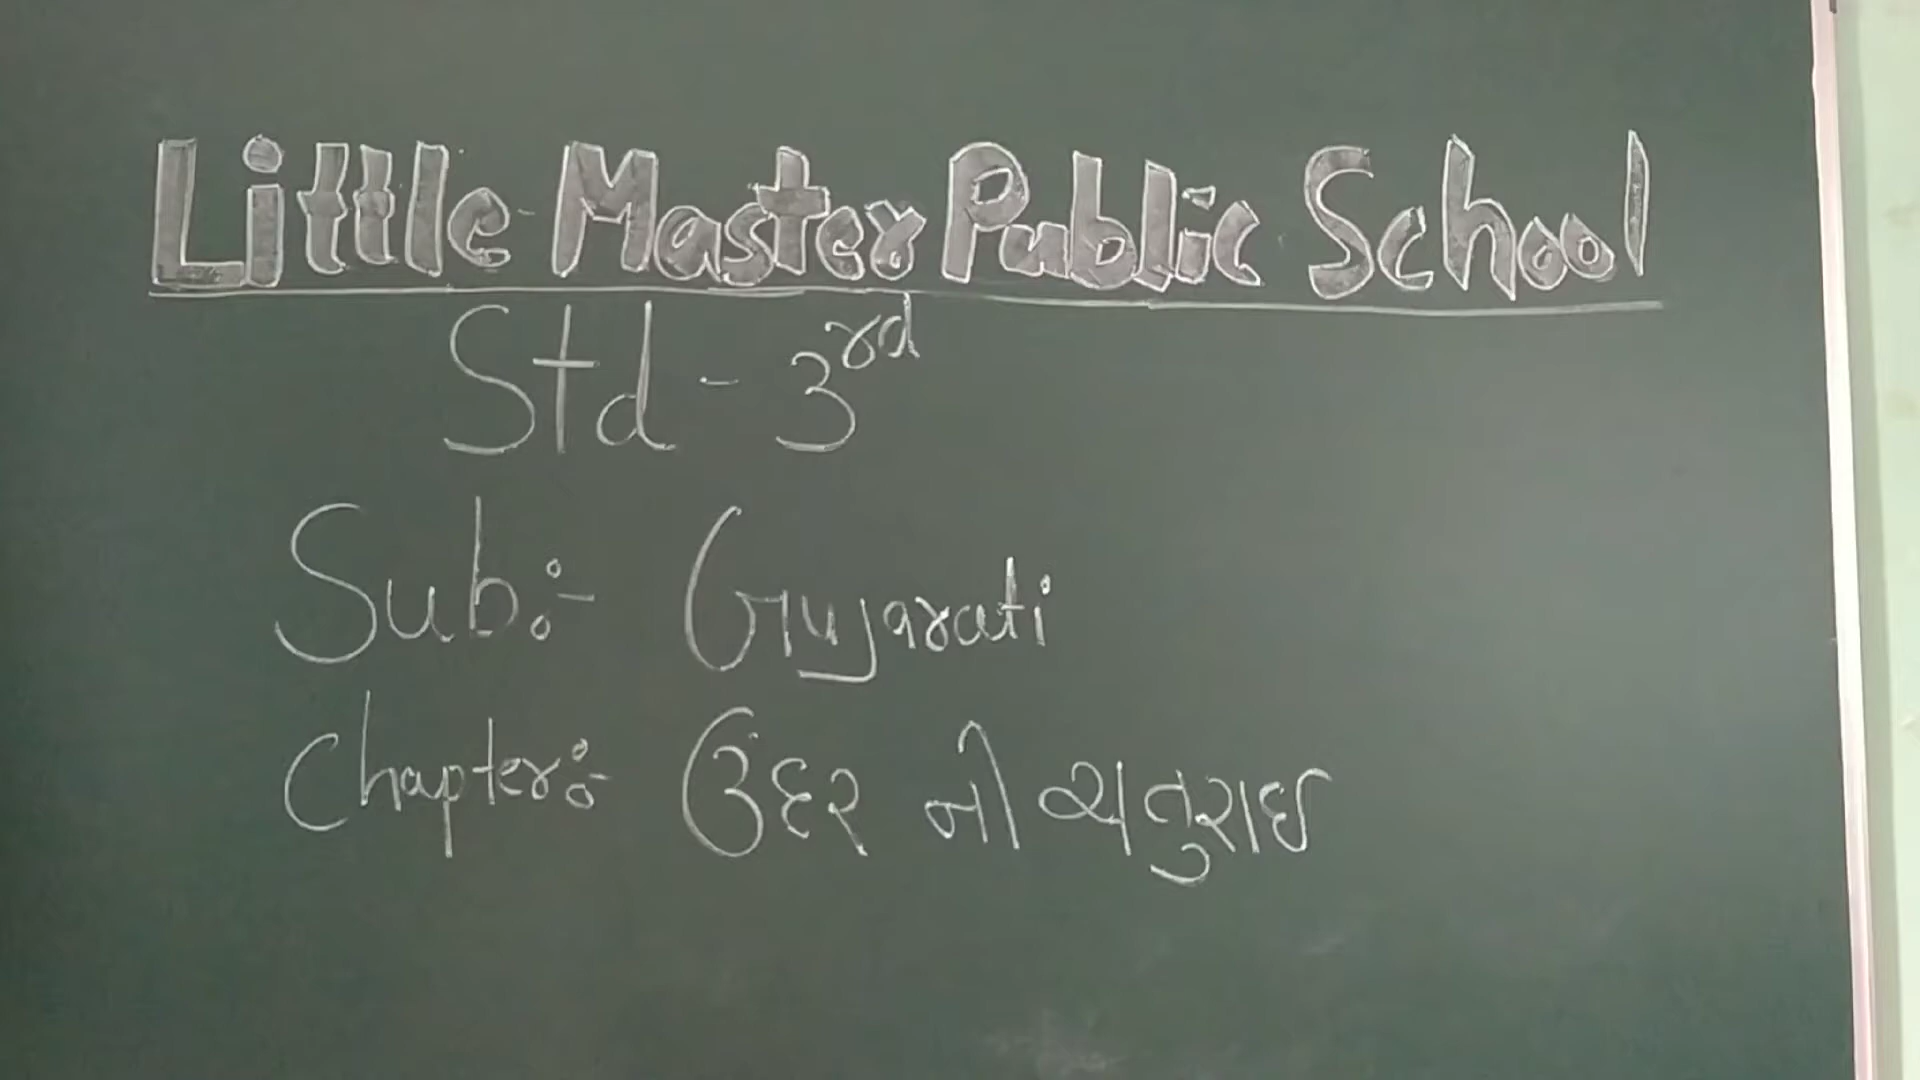 Little Master Public School
Std - 3rd
Sub:- Gujarati
Chapter:- ઉંદર ની ચતુરાઈ